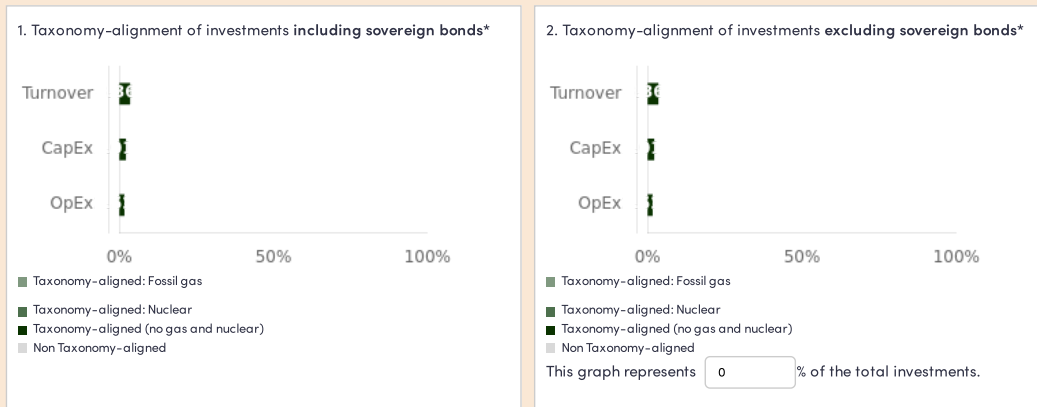 1. Taxonomy-alignment of investments including sovereign bonds*
Turnover
CapEx
OpEx
0% 50% 100%
Taxonomy-aligned: Fossil gas
Taxonomy-aligned: Nuclear
Taxonomy-aligned (no gas and nuclear)
Non Taxonomy-aligned
2. Taxonomy-alignment of investments excluding sovereign bonds*
Turnover
CapEx
OpEx
0% 50% 100%
Taxonomy-aligned: Fossil gas
Taxonomy-aligned: Nuclear
Taxonomy-aligned (no gas and nuclear)
Non Taxonomy-aligned
This graph represents 0 % of the total investments.